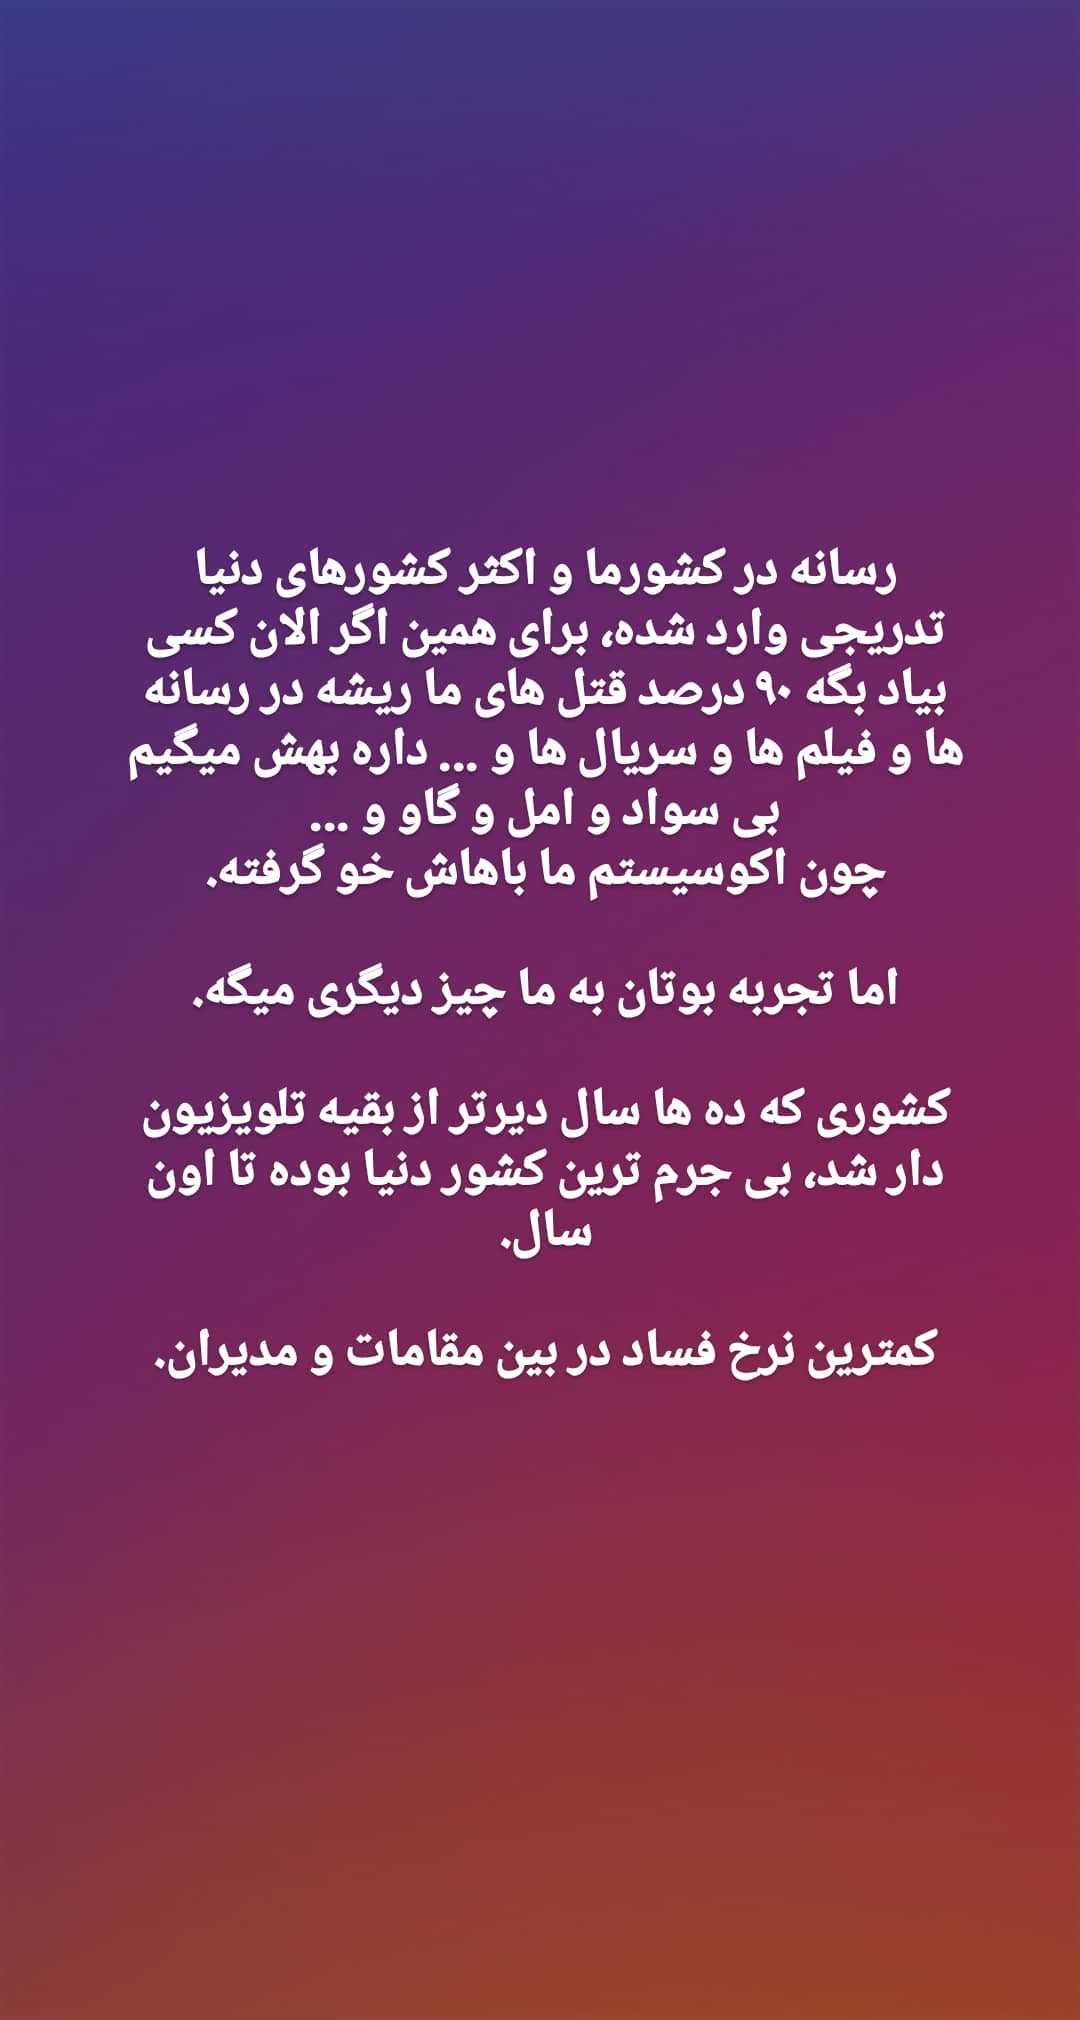 رسانه در کشورما و اکثر کشورهای دنیا
تدریجی وارد شده، برای همین اگر الان کسی
بیاد بگه ۹۰ درصد قتل های ما ریشه در رسانه
ها و فیلم ها و سریال ها و ... داره بهش میگیم
بی سواد و امل و گاو و ...
چون اکوسیستم ما باهاش خو گرفته.
اما تجربه بوتان به ما چیز دیگری میگه.
کشوری که ده ها سال دیرتر از بقیه تلویزیون
دار شد، بی جرم ترین کشور دنیا بوده تا اون
سال.
کمترین نرخ فساد در بین مقامات و مدیران.